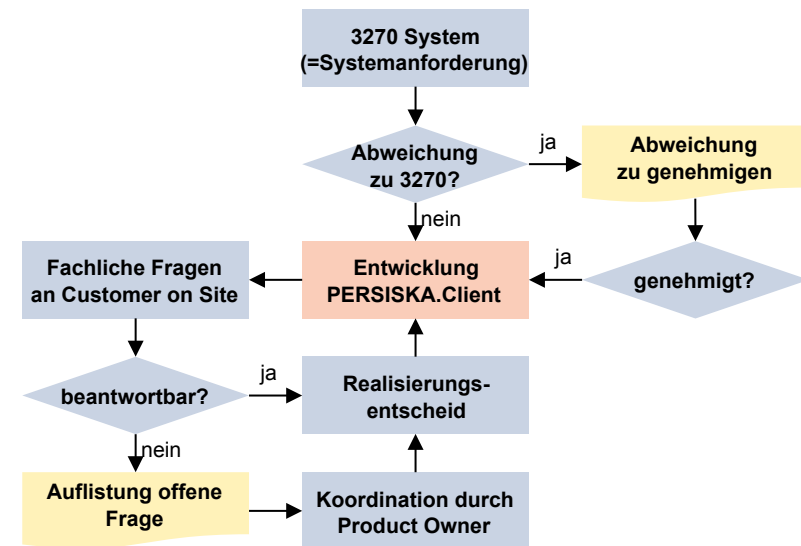 3270 System
(=Systemanforderung)
Abweichung
zu 3270?
ja
Abweichung
zu genehmigen
nein
genehmigt?
ja
Entwicklung
PERSISKA.Client
Fachliche Fragen
an Customer on Site
beantwortbar?
ja
Realisierungs-
entscheid
nein
Auflistung offene
Frage
Koordination durch
Product Owner